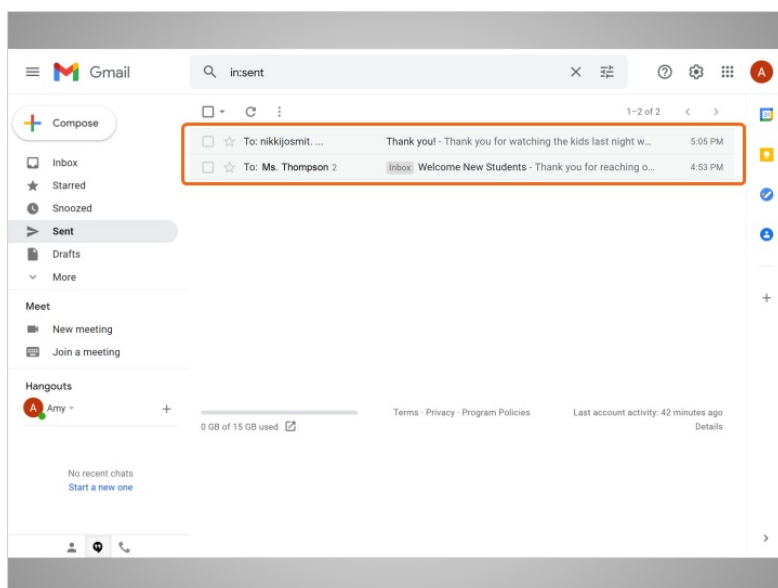 Gmail
in:sent
A
Compose
1–2 of 2
To: nikkijosmit. ...
Thank you! - Thank you for watching the kids last night w...
5:05 PM
To: Ms. Thompson 2
Inbox Welcome New Students - Thank you for reaching o...
4:53 PM
Inbox
Starred
Snoozed
Sent
Drafts
More
Meet
New meeting
Join a meeting
Hangouts
A Amy
0 GB of 15 GB used
Terms · Privacy · Program Policies
Last account activity: 42 minutes ago
Details
No recent chats
Start a new one